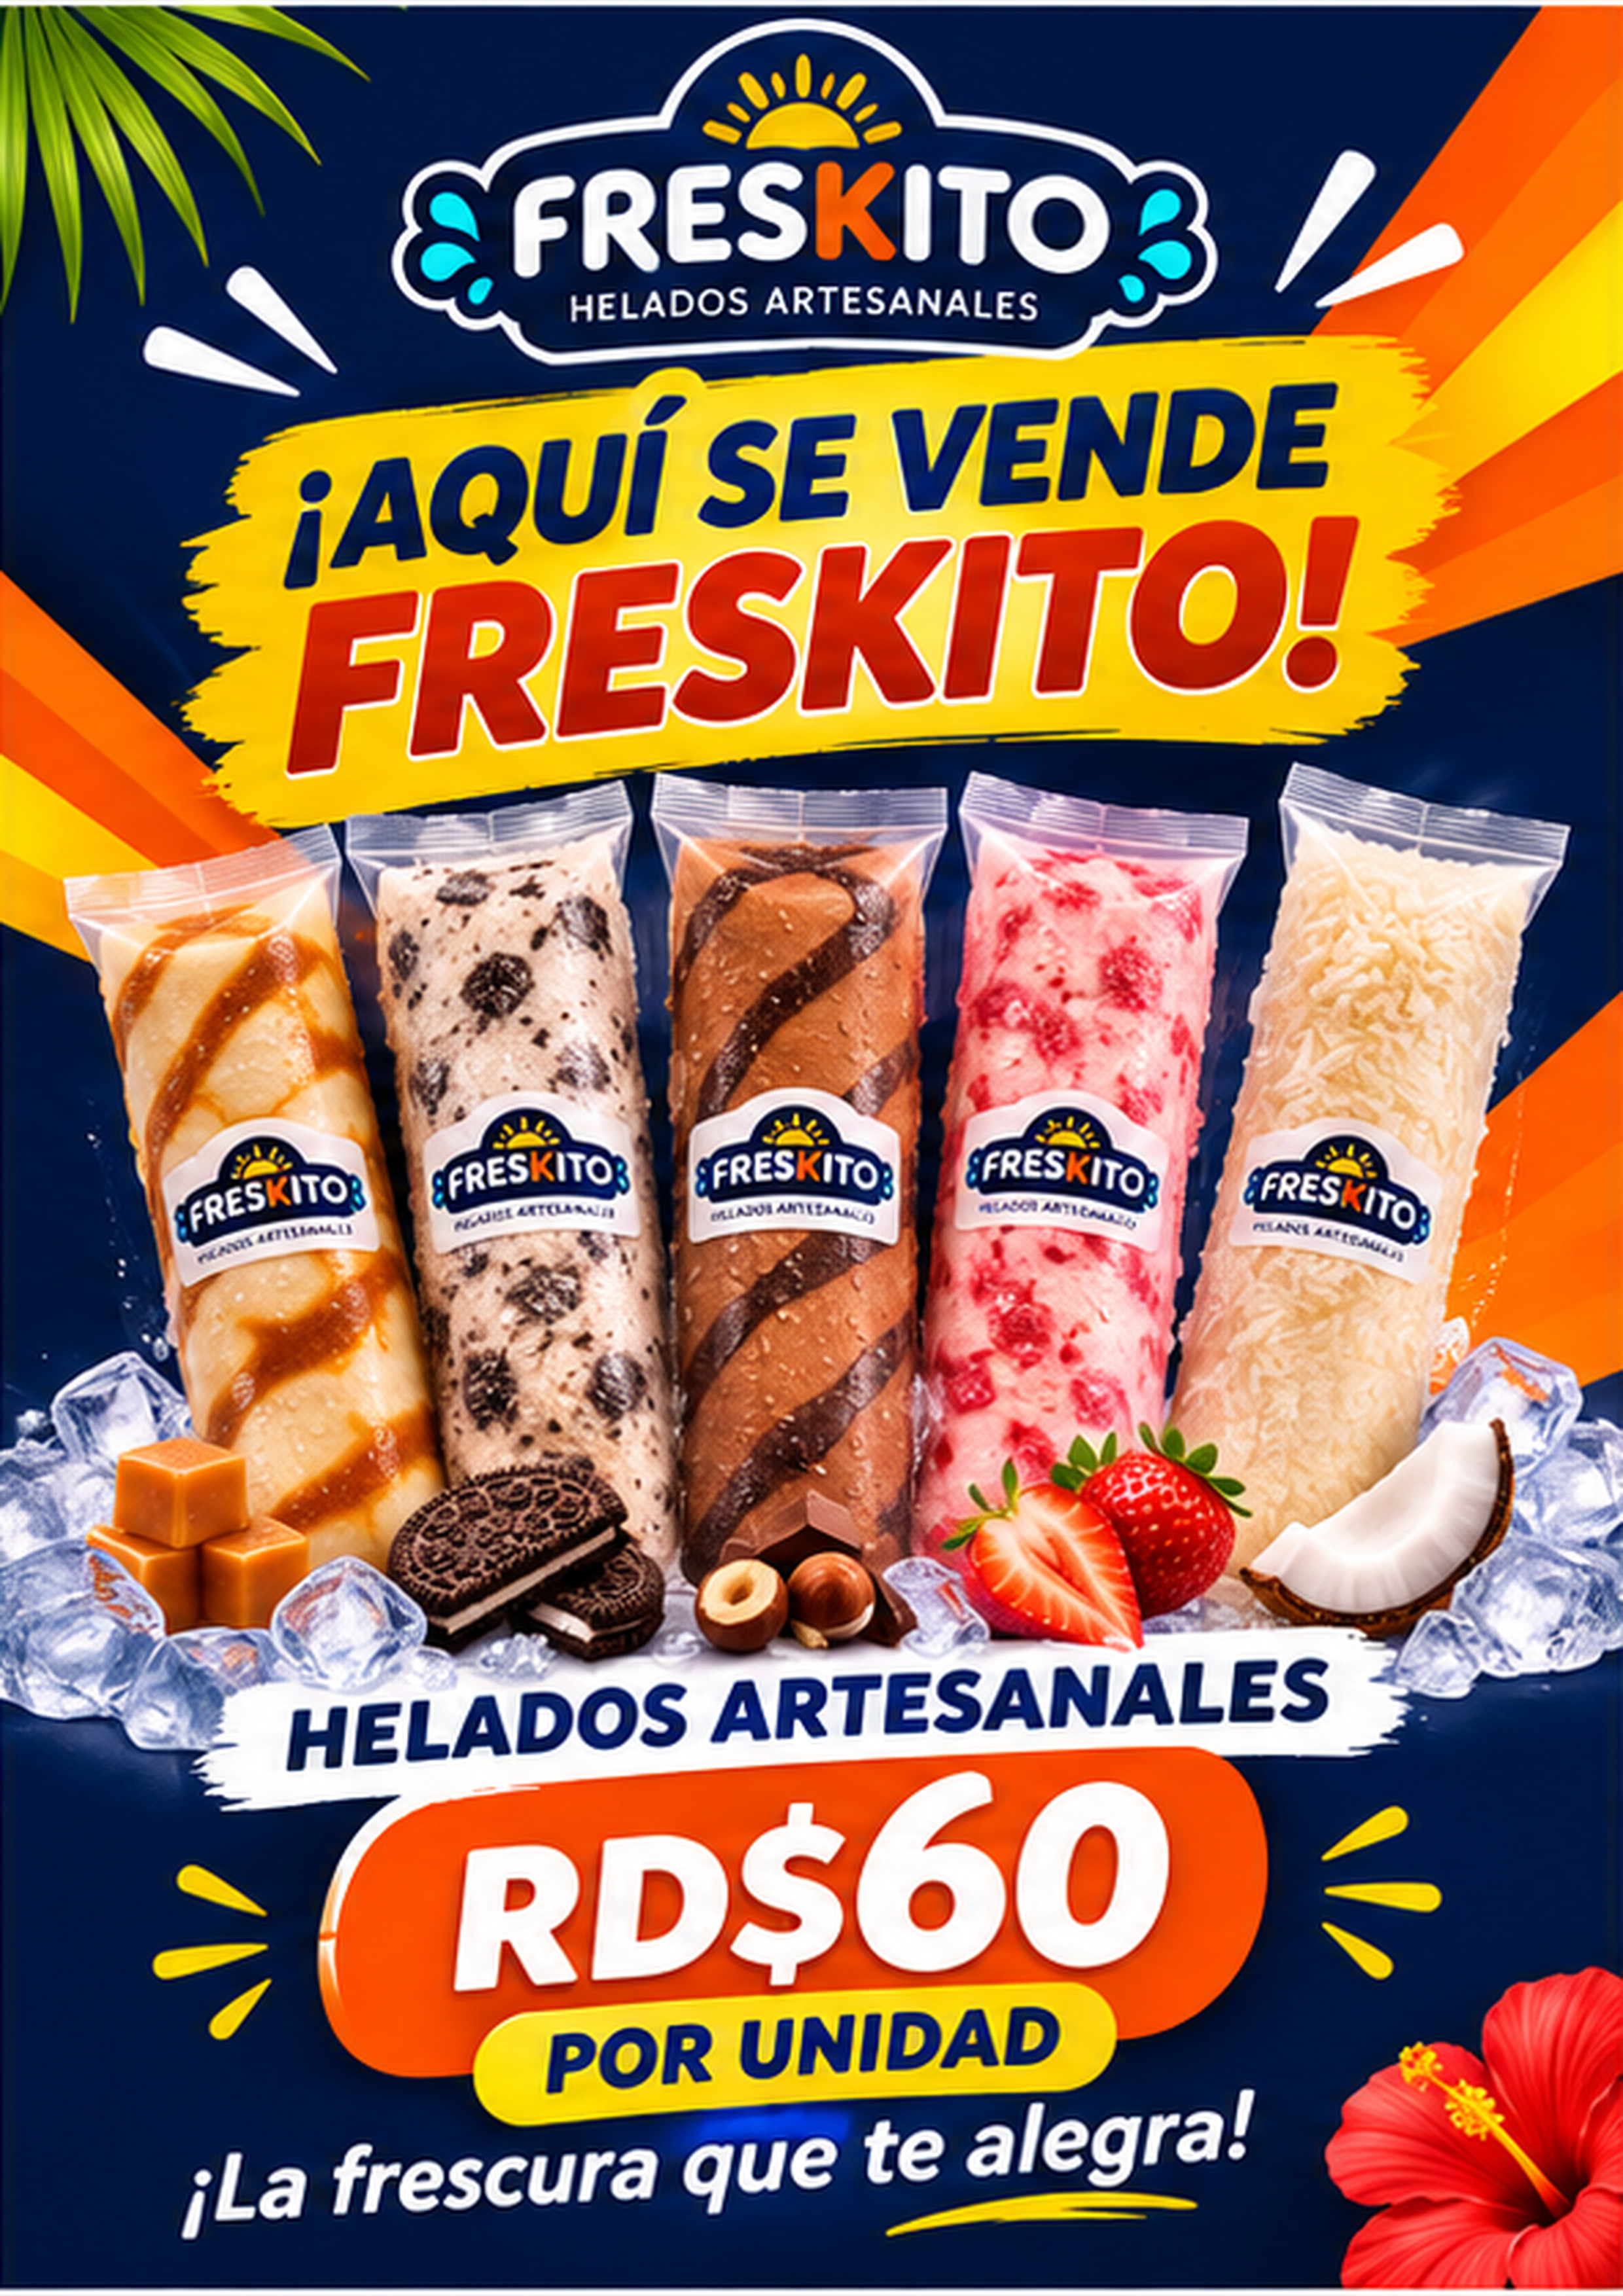 FRESKITO
HELADOS ARTESANALES
¡AQUÍ SE VENDE
FRESKITO!
FRESKITO
FRESKITO
FRESKITO
FRESKITO
FRESKITO
HELADOS ARTESANALES
RD$60
POR UNIDAD
¡La frescura que te alegra!